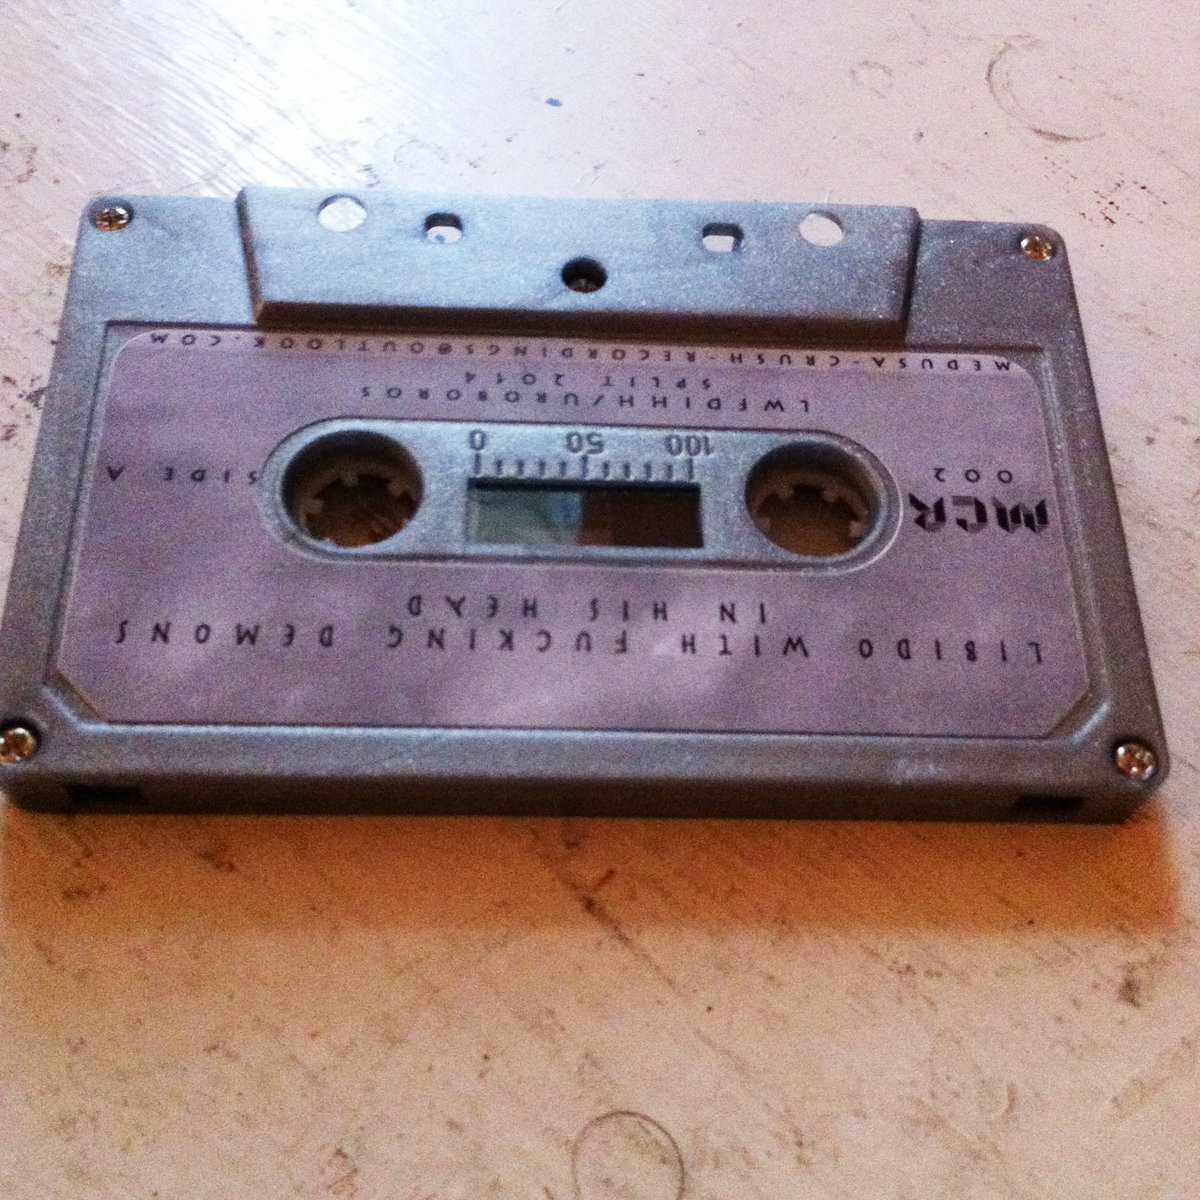 LIBIDO WITH FUCKING DEMONS
IN HIS HEAD
MCR
002
SIDE A
100 50 0
LWFDIHH/UROBOROS
SPLIT 2014
MEDUSA-CRUSH-RECORDINGS@OUTLOOK.COM